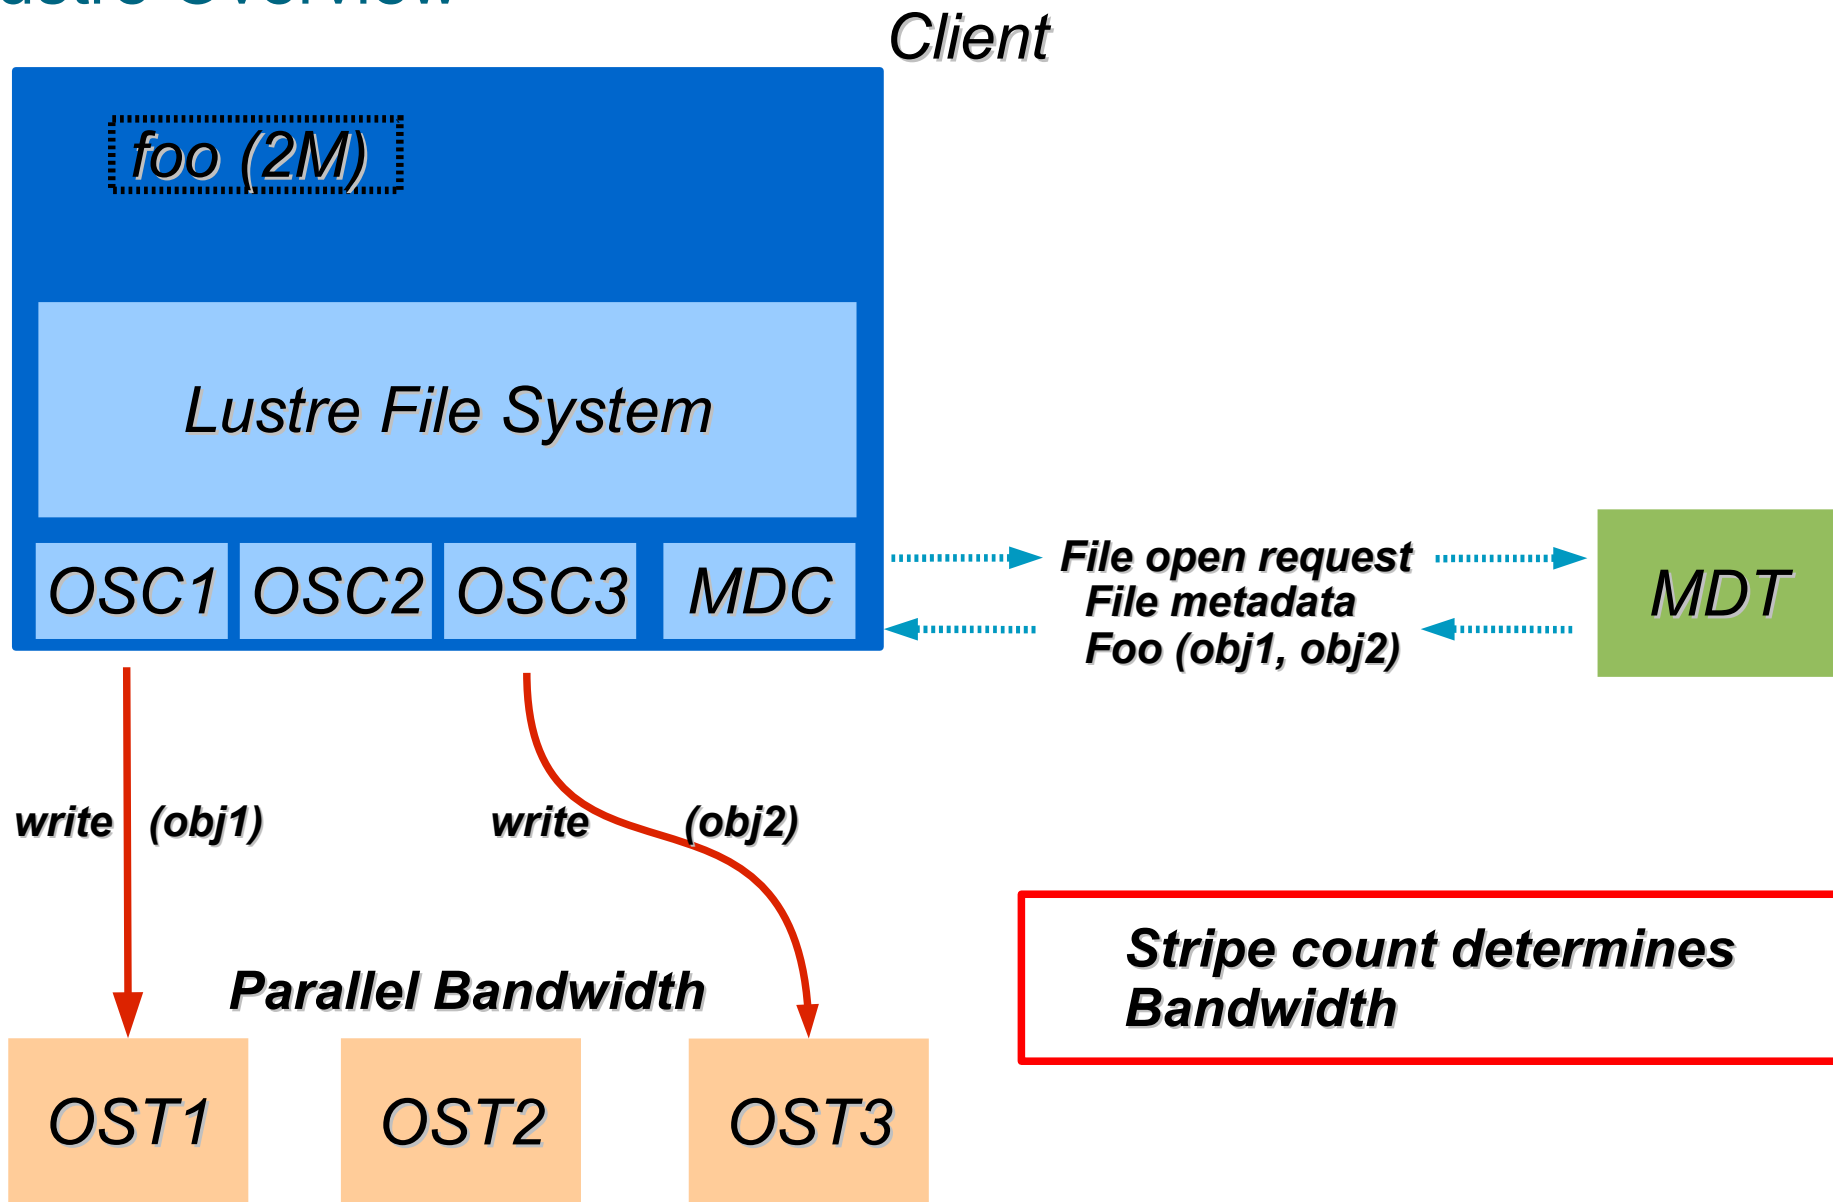 Overview
Client
foo (2M)
Lustre File System
OSC1 OSC2 OSC3 MDC
File open request
File metadata
Foo (obj1, obj2)
MDT
write (obj1) write (obj2)
Parallel Bandwidth
Stripe count determines
Bandwidth
OST1 OST2 OST3